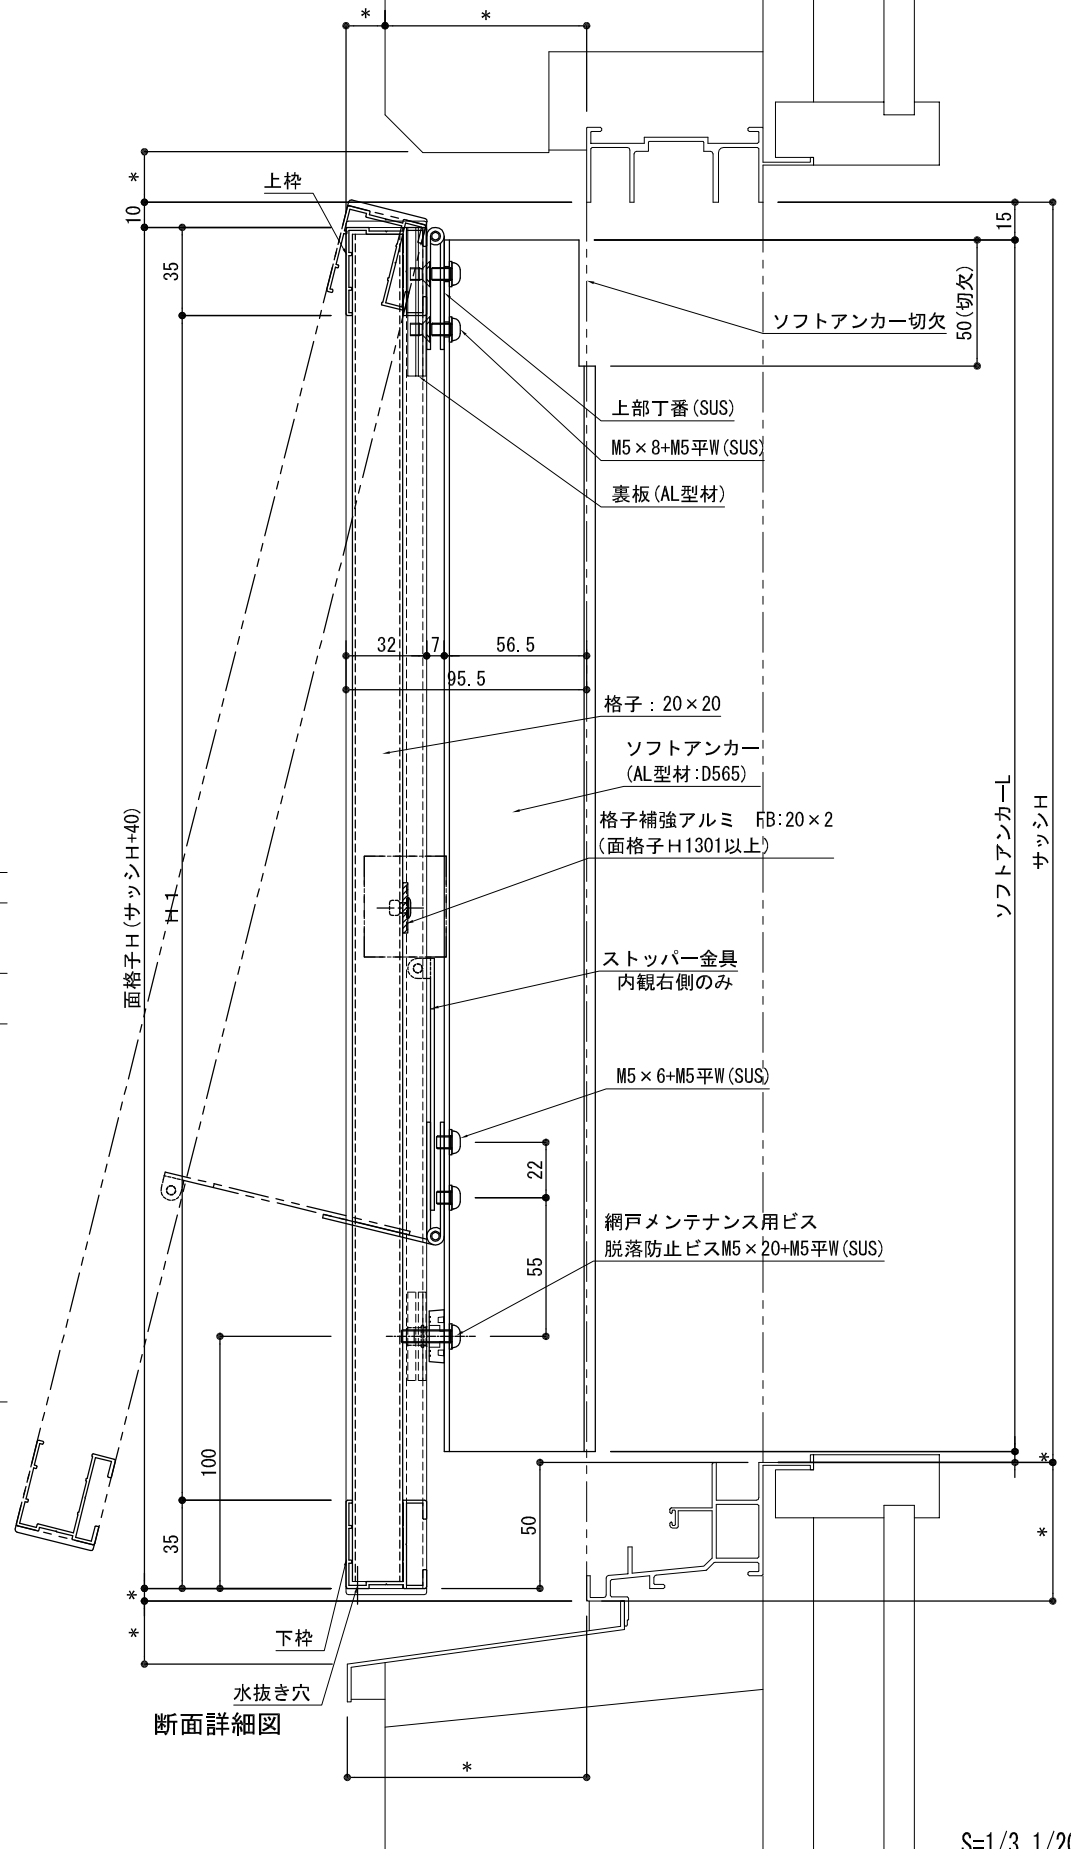 *
*
上枠
*
10
35
15
50(切欠)
ソフトアンカー切欠
上部丁番(SUS)
M5×8+M5平W(SUS)
裏板(AL型材)
32
7
56.5
95.5
格子：20×20
ソフトアンカー
(AL型材:D565)
格子補強アルミ　FB:20×2
(面格子H1301以上)
面格子H(サッシH+40)
H1
ソフトアンカーL
サッシH
ストッパー金具
内観右側のみ
M5×6+M5平W(SUS)
22
55
網戸メンテナンス用ビス
脱落防止ビスM5×20+M5平W(SUS)
100
35
50
*
*
*
*
下枠
水抜き穴
断面詳細図
*